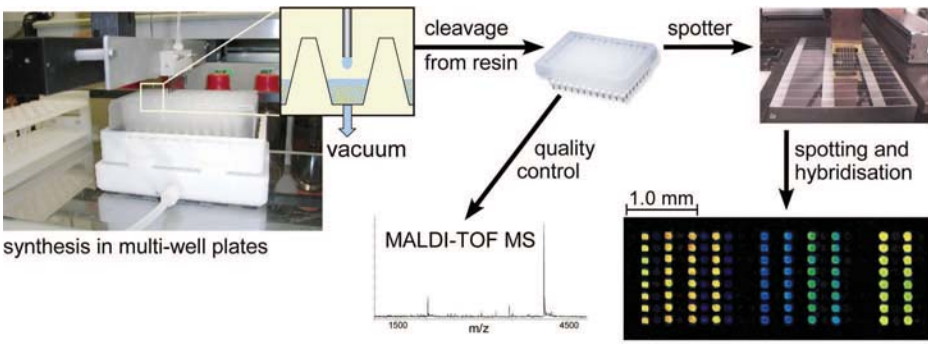 cleavage
from resin
spotter
vacuum
quality
control
spotting and
hybridisation
1.0 mm
synthesis in multi-well plates
MALDI-TOF MS
1500
4500
m/z